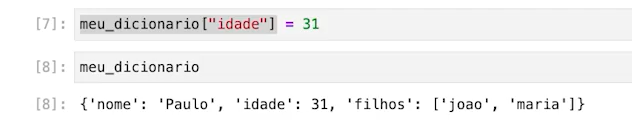 [7]: meu_dicionario["idade"] = 31
[8]: meu_dicionario
[8]: {'nome': 'Paulo', 'idade': 31, 'filhos': ['joao', 'maria']}